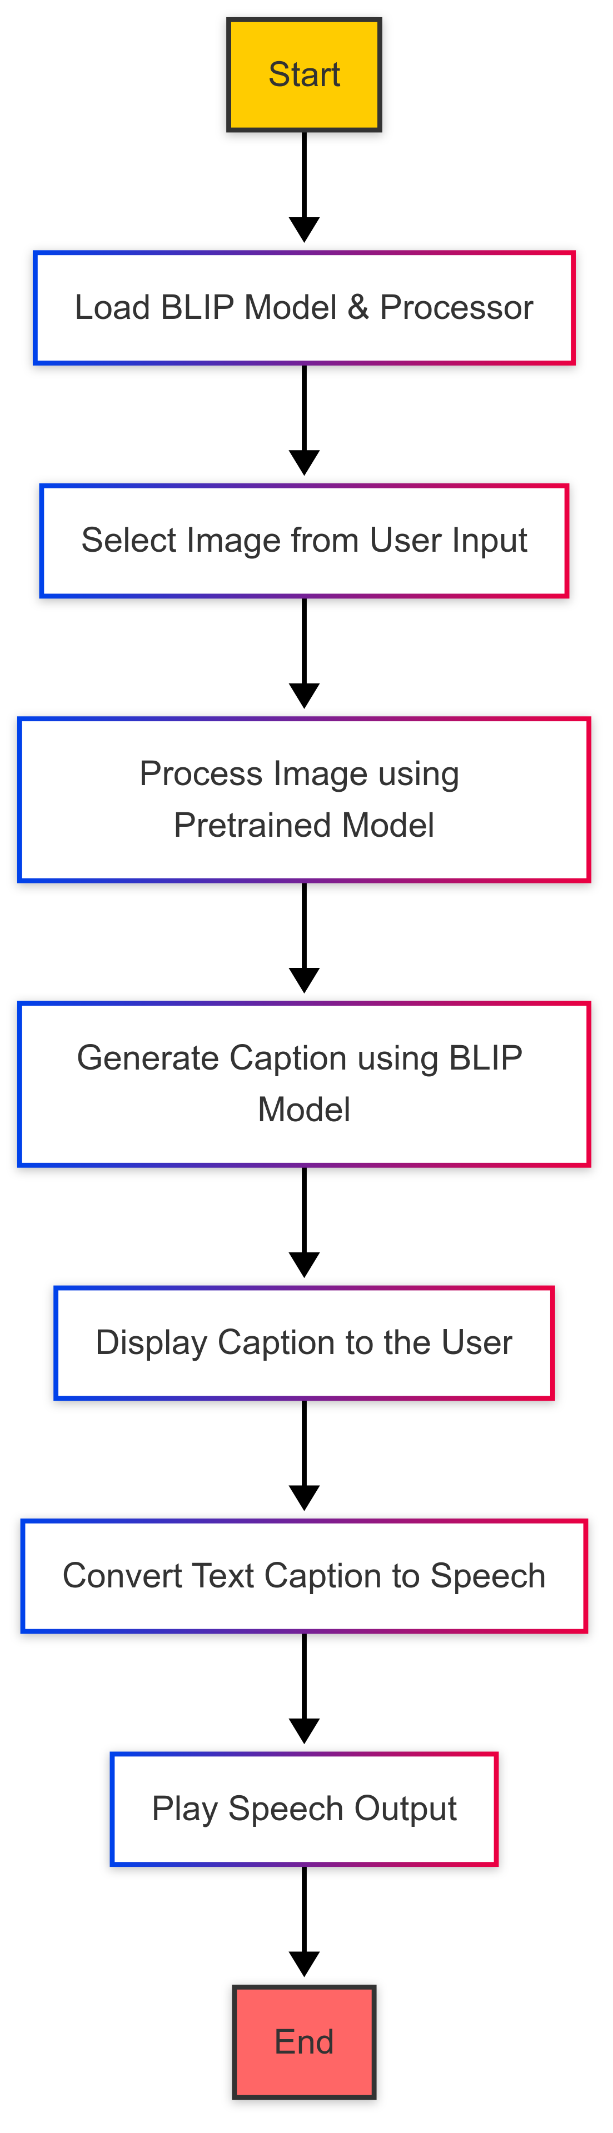 Start
Load BLIP Model & Processor
Select Image from User Input
Process Image using
Pretrained Model
Generate Caption using BLIP
Model
Display Caption to the User
Convert Text Caption to Speech
Play Speech Output
End